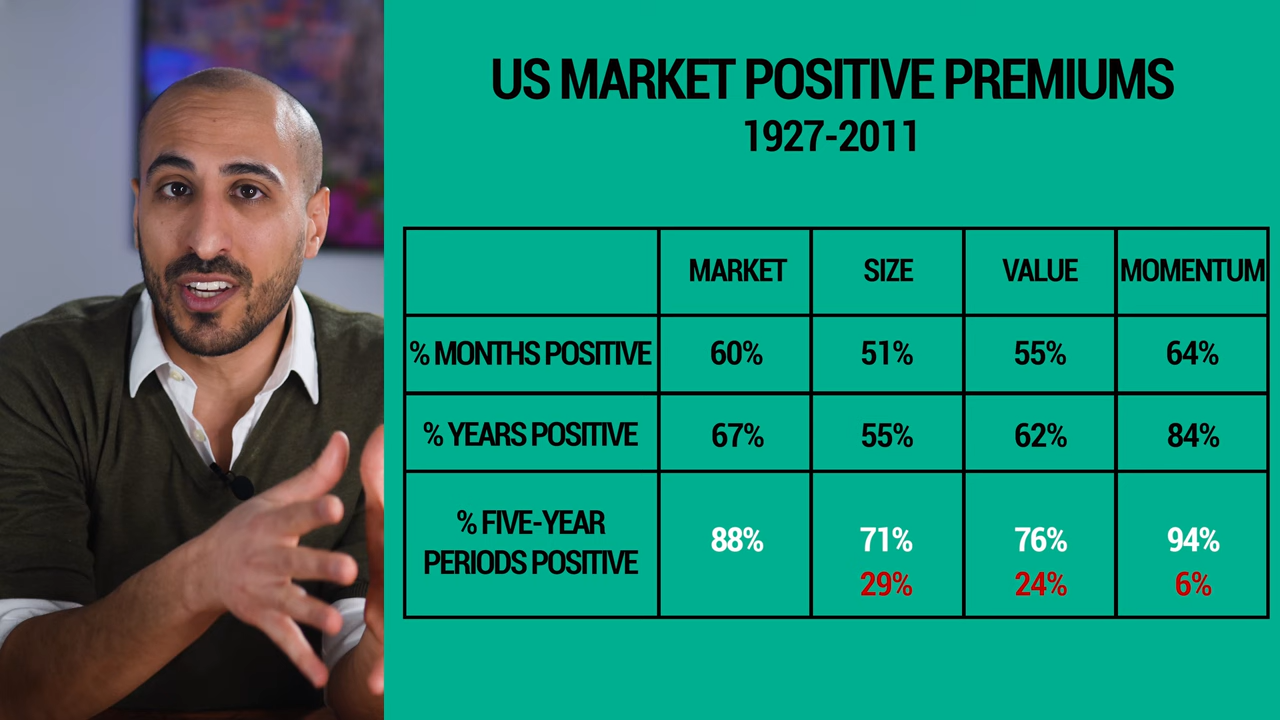 US MARKET POSITIVE PREMIUMS
1927-2011
MARKET SIZE VALUE MOMENTUM
% MONTHS POSITIVE 60% 51% 55% 64%
% YEARS POSITIVE 67% 55% 62% 84%
% FIVE-YEAR
PERIODS POSITIVE 88% 71% 76% 94%
29% 24% 6%